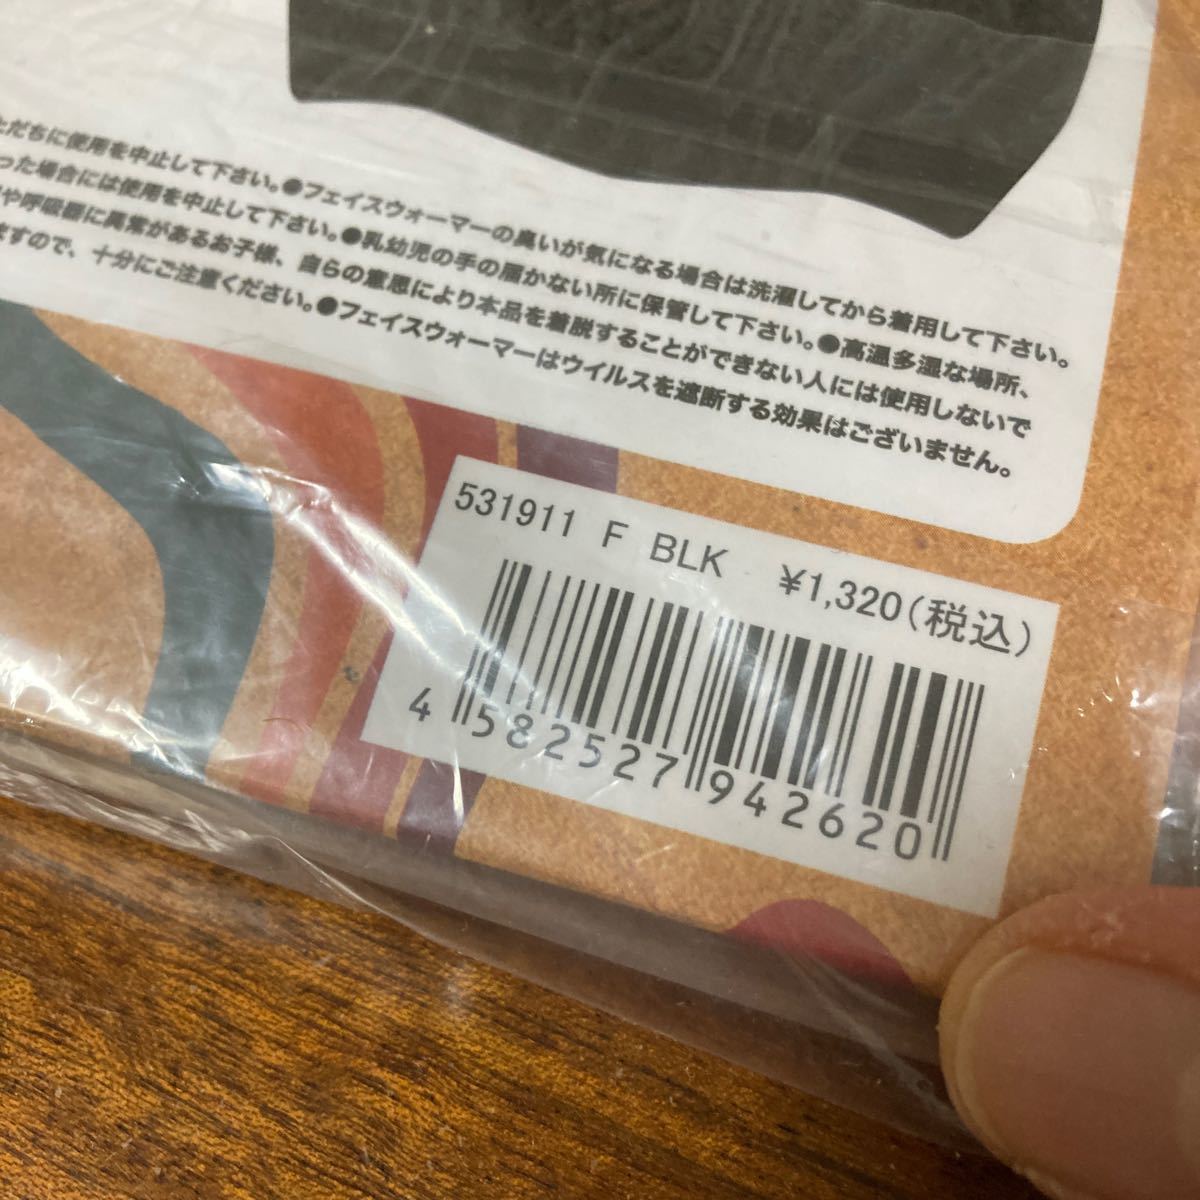 ただちに使用を中止して下さい。●フェイスウォーマーの臭いが気になる場合は洗濯してから着用して下さい。
った場合には使用を中止して下さい。●乳幼児の手の届かない所に保管して下さい。●高温多湿な場所、
や呼吸器に異常があるお子様、自らの意思により本品を着脱することができない人には使用しないで
ますので、十分にご注意ください。●フェイスウォーマーはウイルスを遮断する効果はございません。
531911 F BLK ¥1,320(税込)
4 582527 942620